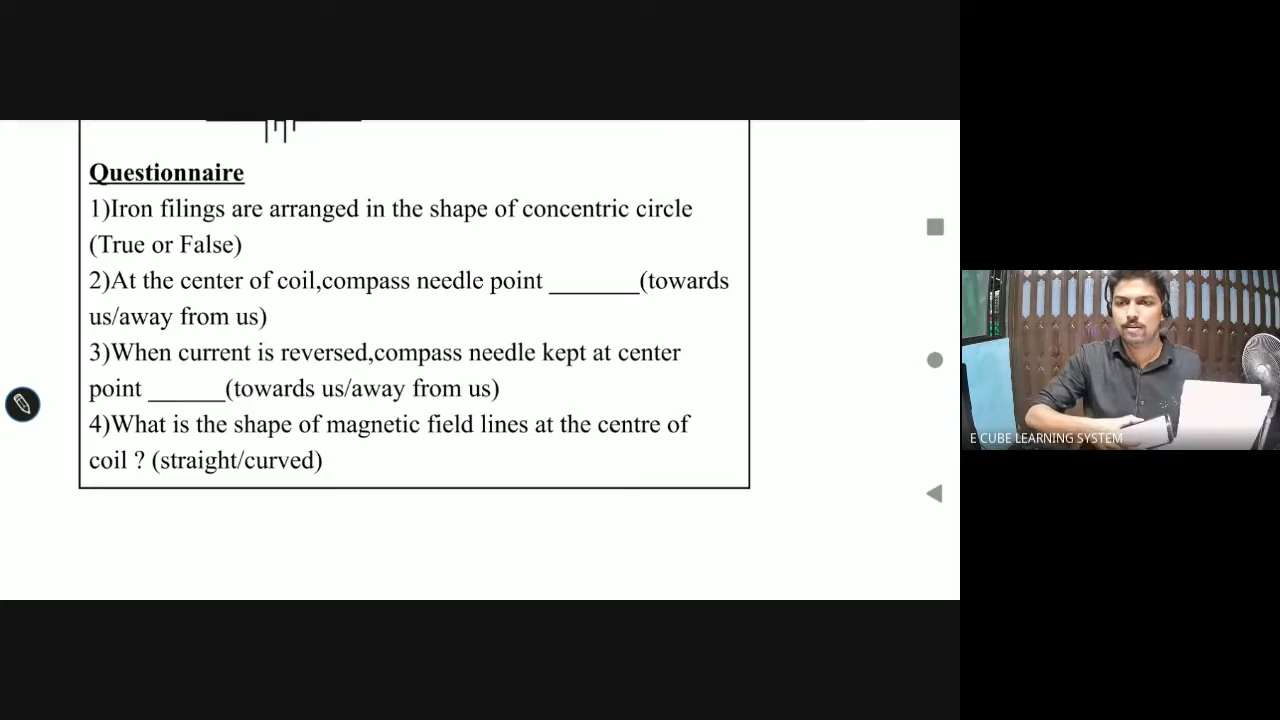 Questionnaire
1)Iron filings are arranged in the shape of concentric circle
(True or False)
2)At the center of coil,compass needle point _______(towards
us/away from us)
3)When current is reversed,compass needle kept at center
point ______(towards us/away from us)
4)What is the shape of magnetic field lines at the centre of
coil ? (straight/curved)
E CUBE LEARNING SYSTEM